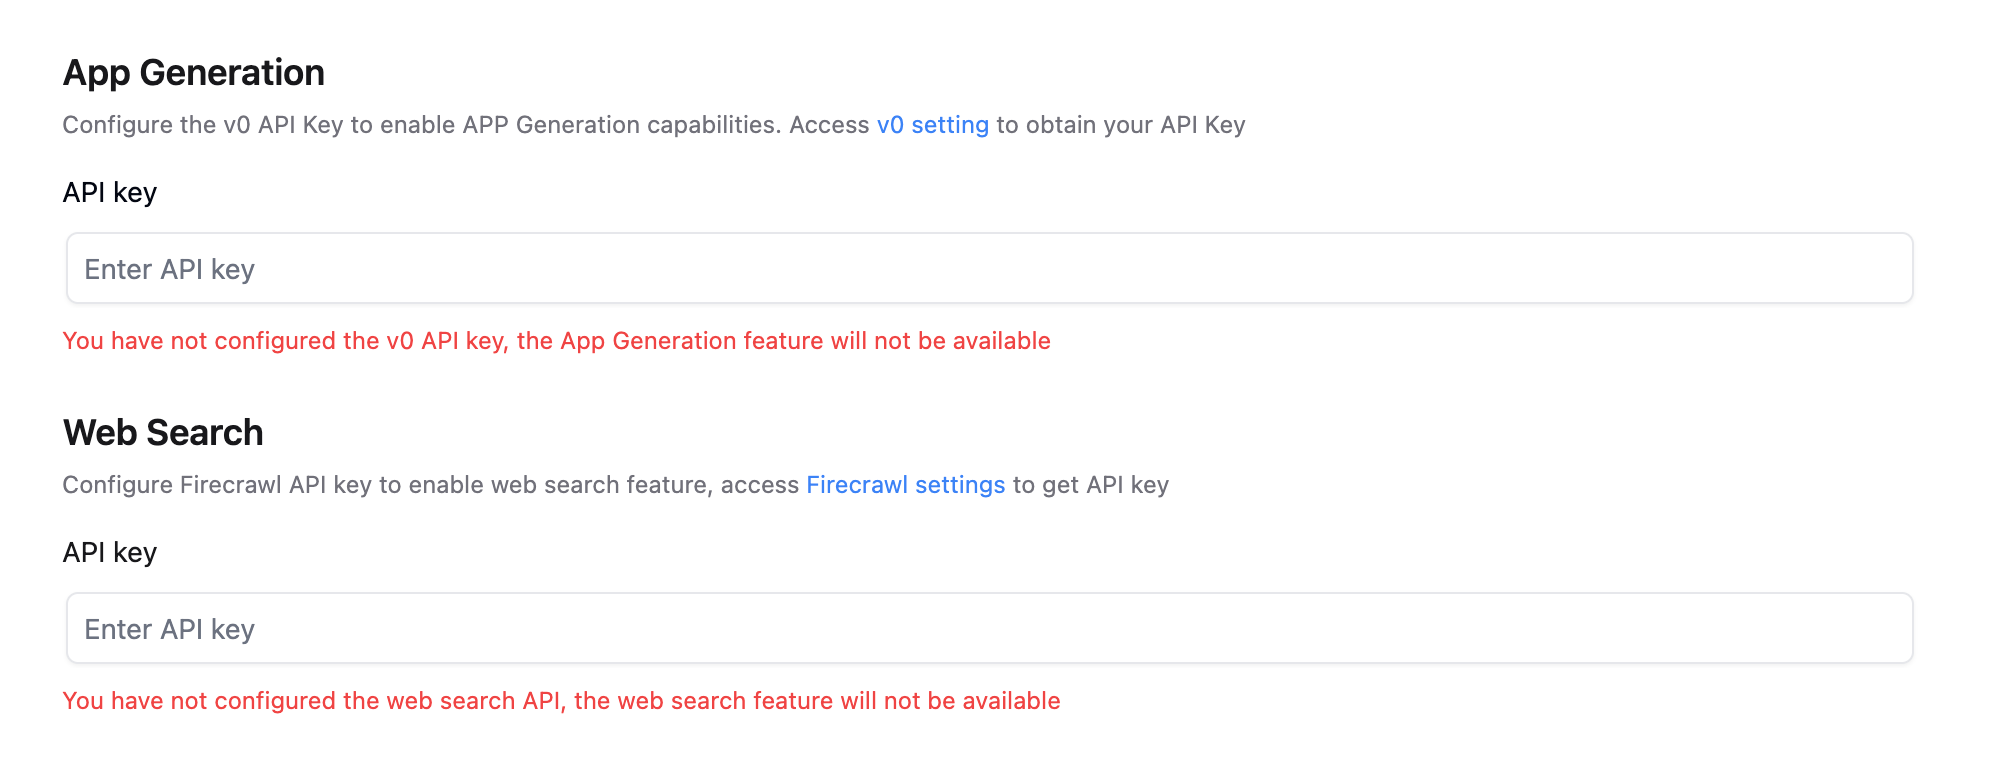 App Generation
Configure the v0 API Key to enable APP Generation capabilities. Access v0 setting to obtain your API Key
API key
Enter API key
You have not configured the v0 API key, the App Generation feature will not be available
Web Search
Configure Firecrawl API key to enable web search feature, access Firecrawl settings to get API key
API key
Enter API key
You have not configured the web search API, the web search feature will not be available